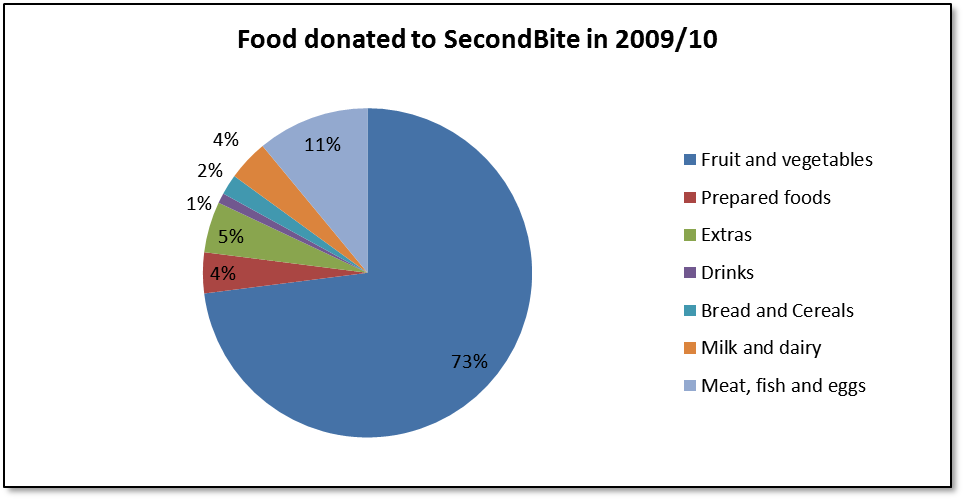 Food donated to SecondBite in 2009/10
4%
11%
2%
1%
5%
4%
73%
Fruit and vegetables
Prepared foods
Extras
Drinks
Bread and Cereals
Milk and dairy
Meat, fish and eggs